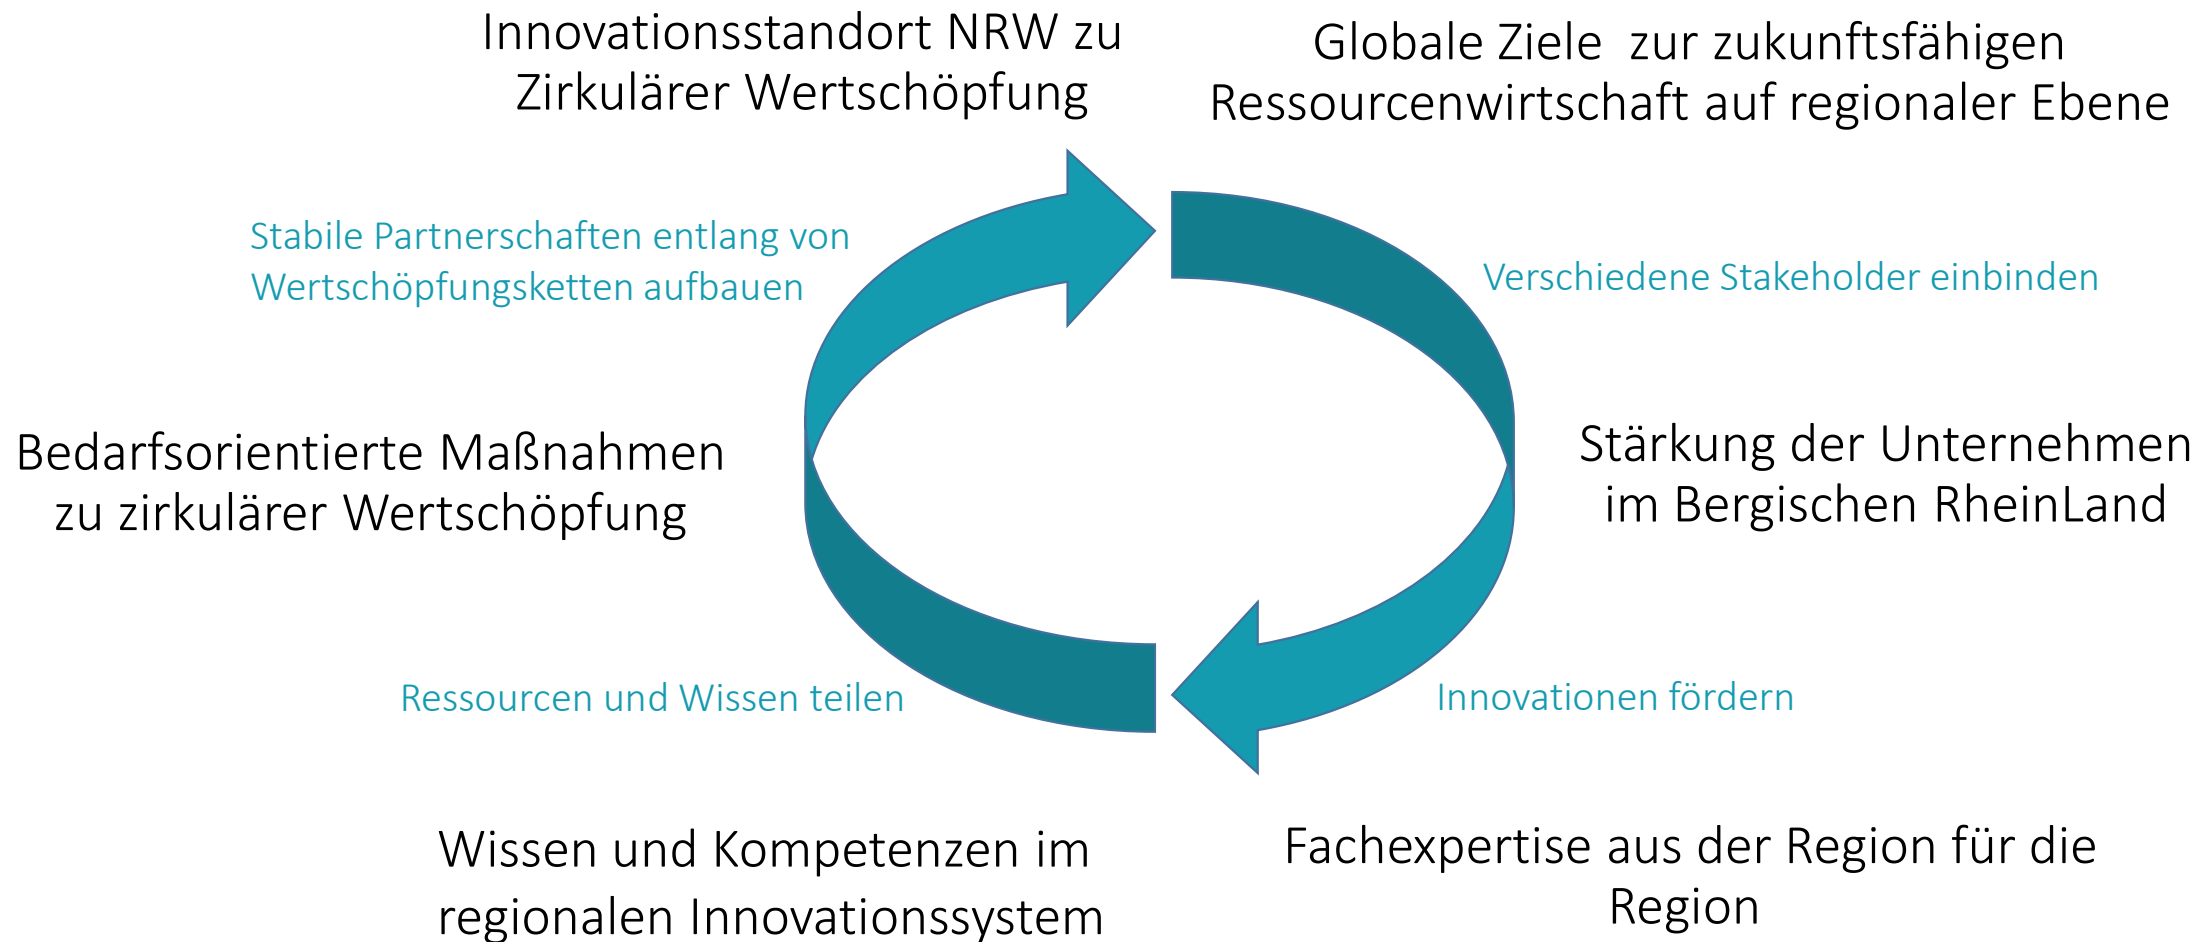 Innovationsstandort NRW zu
Zirkulärer Wertschöpfung
Globale Ziele  zur zukunftsfähigen
Ressourcenwirtschaft auf regionaler Ebene
Stabile Partnerschaften entlang von
Wertschöpfungsketten aufbauen
Verschiedene Stakeholder einbinden
Bedarfsorientierte Maßnahmen
zu zirkulärer Wertschöpfung
Stärkung der Unternehmen
im Bergischen RheinLand
Ressourcen und Wissen teilen
Innovationen fördern
Wissen und Kompetenzen im
regionalen Innovationssystem
Fachexpertise aus der Region für die
Region